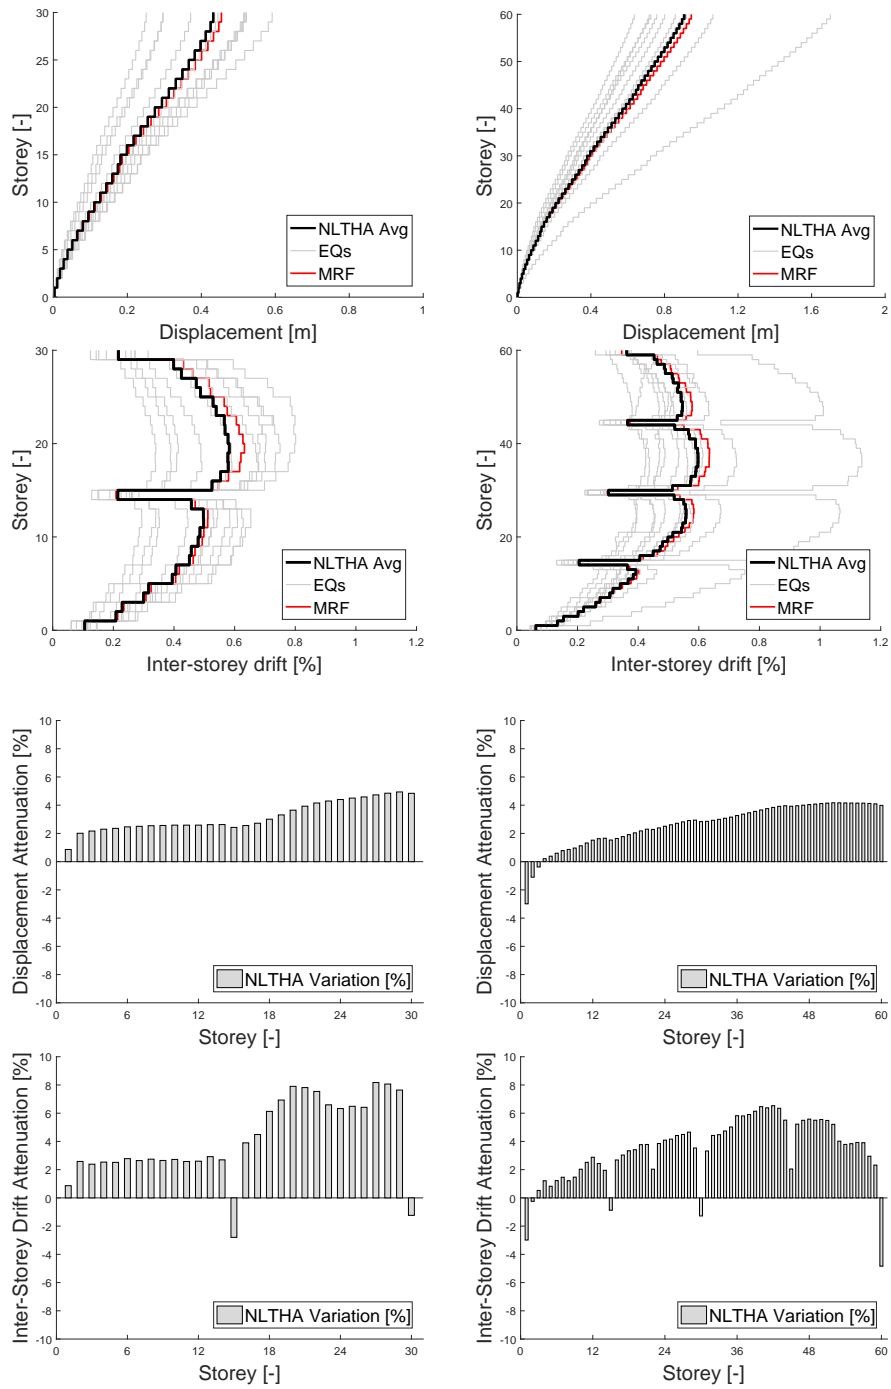 30
25
20
15
10
5
0
Storey [-]
NLTHA Avg
EQs
MRF
0 0.2 0.4 0.6 0.8 1
Displacement [m]
60
50
40
30
20
10
0
Storey [-]
NLTHA Avg
EQs
MRF
0 0.4 0.8 1.2 1.6 2
Displacement [m]
30
20
10
0
Storey [-]
NLTHA Avg
EQs
MRF
0 0.2 0.4 0.6 0.8 1 1.2
Inter-storey drift [%]
60
40
20
0
Storey [-]
NLTHA Avg
EQs
MRF
0 0.2 0.4 0.6 0.8 1 1.2
Inter-storey drift [%]
10
8
6
4
2
0
-2
-4
-6
-8
-10
Displacement Attenuation [%]
NLTHA Variation [%]
0 6 12 18 24 30
Storey [-]
10
8
6
4
2
0
-2
-4
-6
-8
-10
Displacement Attenuation [%]
NLTHA Variation [%]
0 12 24 36 48 60
Storey [-]
10
8
6
4
2
0
-2
-4
-6
-8
-10
Inter-Storey Drift Attenuation [%]
NLTHA Variation [%]
0 6 12 18 24 30
Storey [-]
10
8
6
4
2
0
-2
-4
-6
-8
-10
Inter-Storey Drift Attenuation [%]
NLTHA Variation [%]
0 12 24 36 48 60
Storey [-]